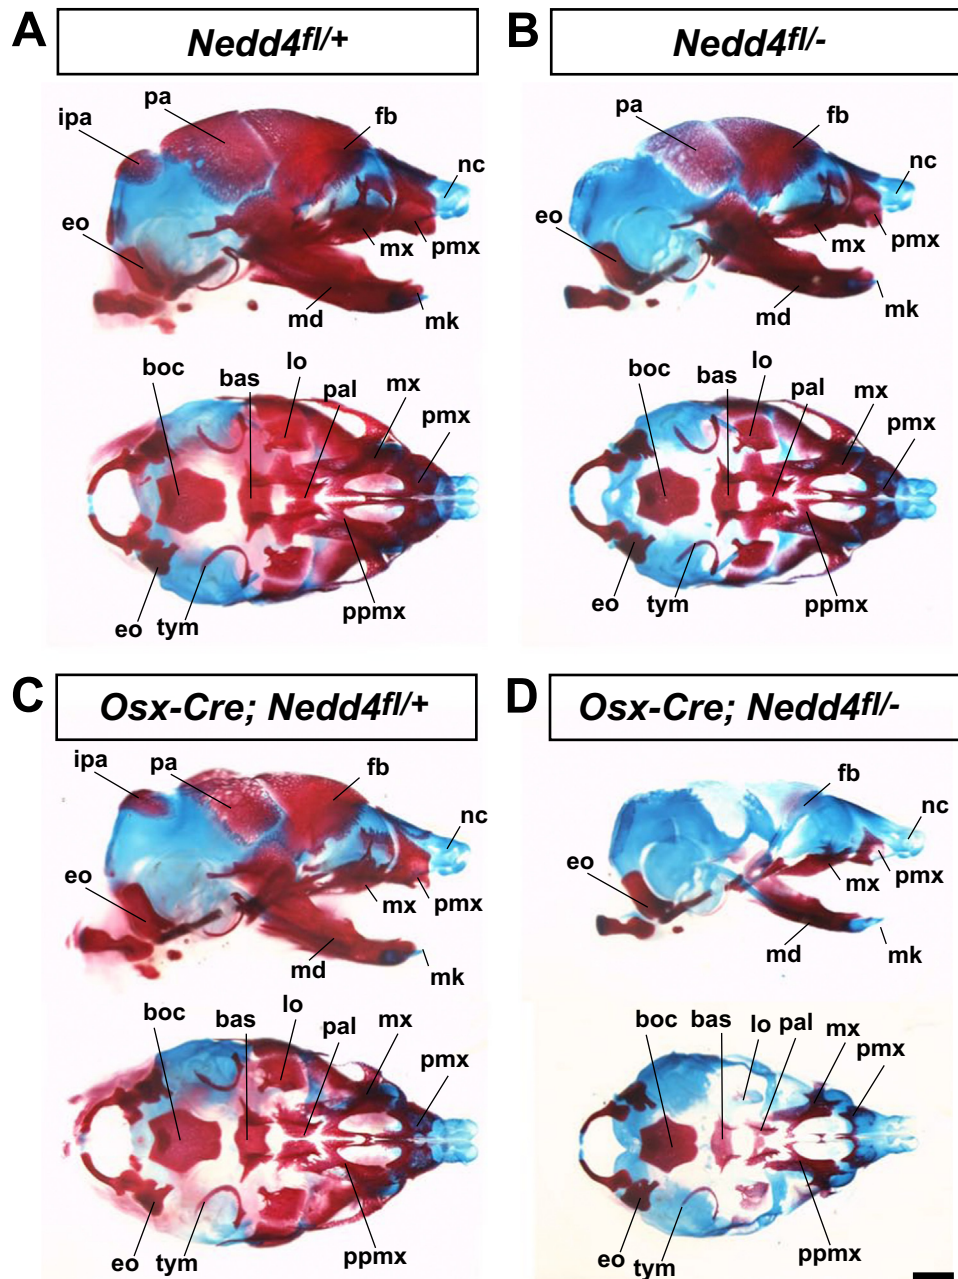 A
Nedd4fl/+
ipa
pa
fb
nc
eo
mx
pmx
md
mk
boc
bas
lo
pal
mx
pmx
eo
tym
ppmx
B
Nedd4fl/-
pa
fb
nc
eo
mx
pmx
md
mk
boc
bas
lo
pal
mx
pmx
eo
tym
ppmx
C
Osx-Cre; Nedd4fl/+
ipa
pa
fb
nc
eo
mx
pmx
md
mk
boc
bas
lo
pal
mx
pmx
eo
tym
ppmx
D
Osx-Cre; Nedd4fl/-
fb
nc
eo
mx
pmx
md
mk
boc
bas
lo
pal
mx
pmx
eo
tym
ppmx